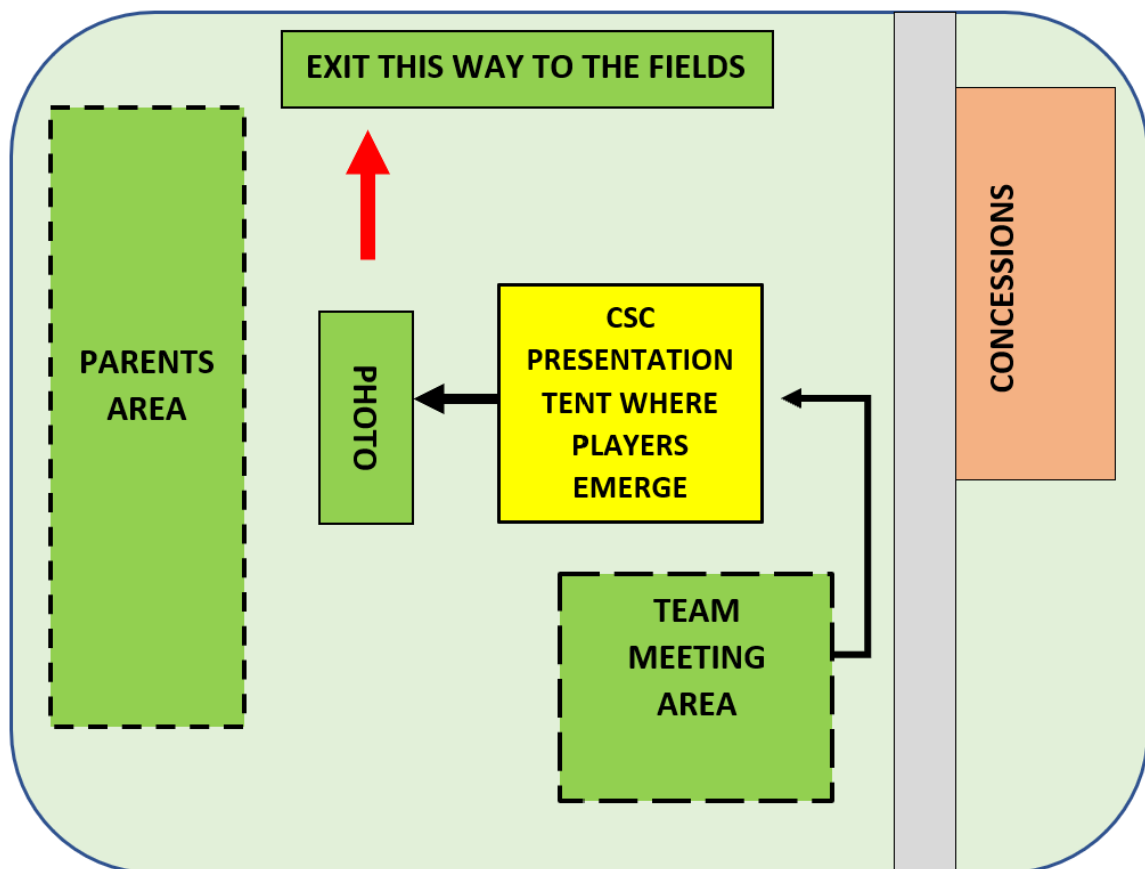 EXIT THIS WAY TO THE FIELDS
PARENTS
AREA
PHOTO
CSC
PRESENTATION
TENT WHERE
PLAYERS
EMERGE
CONCESSIONS
TEAM
MEETING
AREA